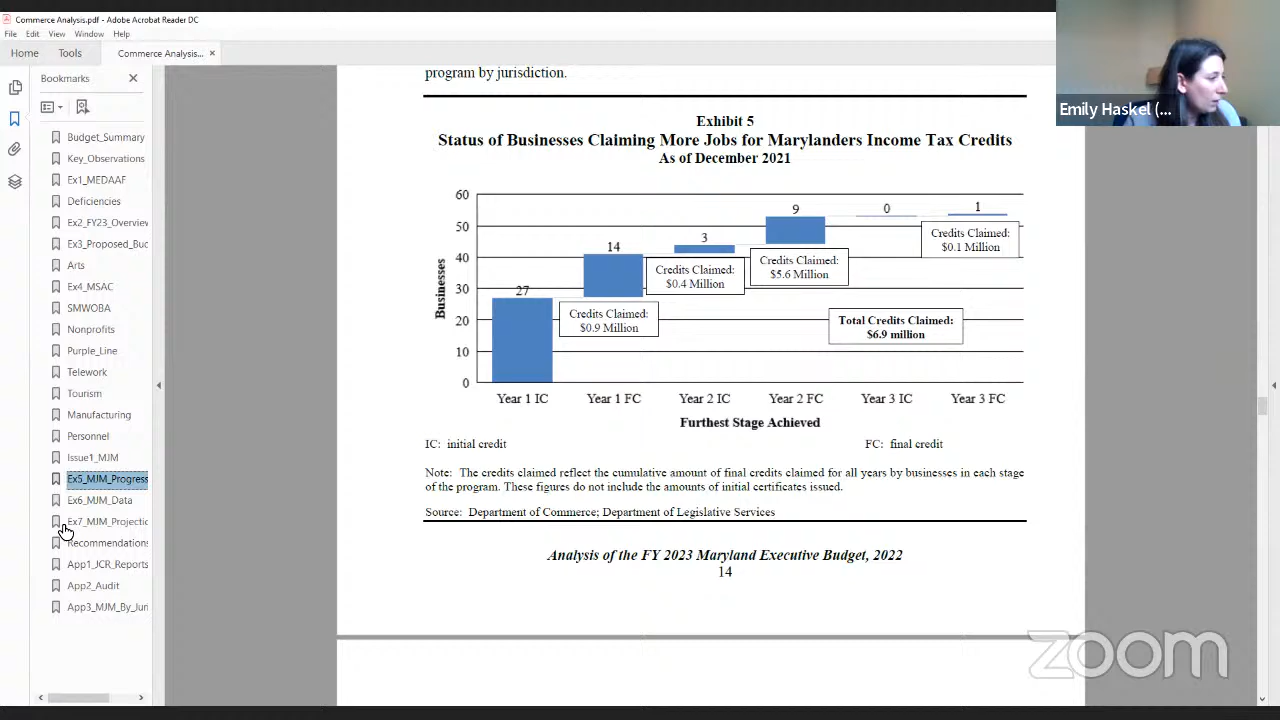 Commerce Analysis.pdf - Adobe Acrobat Reader DC
File Edit View Window Help
Home Tools Commerce Analysis... ×
Bookmarks
Budget_Summary
Key_Observations
Ex1_MEDAAF
Deficiencies
Ex2_FY23_Overview
Ex3_Proposed_Buc
Arts
Ex4_MSAC
SMWOBA
Nonprofits
Purple_Line
Telework
Tourism
Manufacturing
Personnel
Issue1_MJM
Ex5_MJM_Progress
Ex6_MJM_Data
Ex7_MJM_Projectic
Recommendations
App1_JCR_Reports
App2_Audit
App3_MJM_By_Juri
program by jurisdiction.
Exhibit 5
Status of Businesses Claiming More Jobs for Marylanders Income Tax Credits
As of December 2021
Businesses
60
50
40
30
20
10
0
27
14
3
9
0
1
Credits Claimed:
$0.9 Million
Credits Claimed:
$0.4 Million
Credits Claimed:
$5.6 Million
Credits Claimed:
$0.1 Million
Total Credits Claimed:
$6.9 million
Year 1 IC Year 1 FC Year 2 IC Year 2 FC Year 3 IC Year 3 FC
Furthest Stage Achieved
IC: initial credit FC: final credit
Note: The credits claimed reflect the cumulative amount of final credits claimed for all years by businesses in each stage
of the program. These figures do not include the amounts of initial certificates issued.
Source: Department of Commerce; Department of Legislative Services
Analysis of the FY 2023 Maryland Executive Budget, 2022
14
Emily Haskel (...
zoom